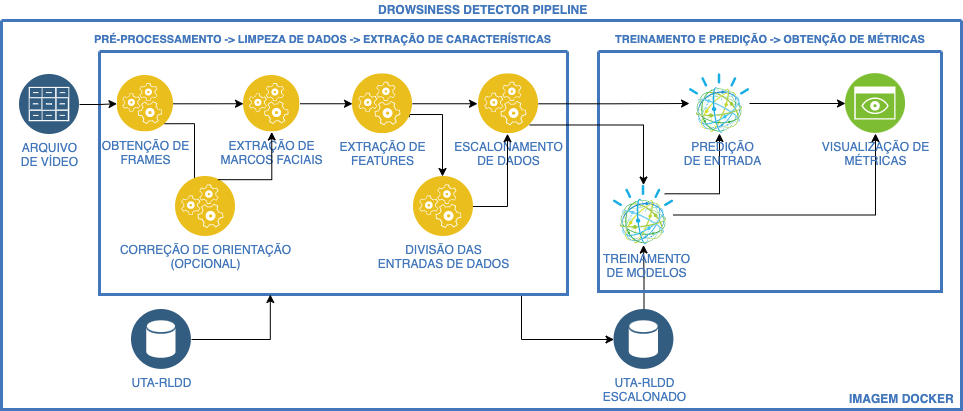 DROWSINESS DETECTOR PIPELINE
PRÉ-PROCESSAMENTO -> LIMPEZA DE DADOS -> EXTRAÇÃO DE CARACTERÍSTICAS
TREINAMENTO E PREDIÇÃO -> OBTENÇÃO DE MÉTRICAS
ARQUIVO
DE VÍDEO
OBTENÇÃO DE
FRAMES
EXTRAÇÃO DE
MARCOS FACIAIS
EXTRAÇÃO DE
FEATURES
ESCALONAMENTO
DE DADOS
PREDIÇÃO
DE ENTRADA
VISUALIZAÇÃO DE
MÉTRICAS
CORREÇÃO DE ORIENTAÇÃO
(OPCIONAL)
DIVISÃO DAS
ENTRADAS DE DADOS
TREINAMENTO
DE MODELOS
UTA-RLDD
UTA-RLDD
ESCALONADO
IMAGEM DOCKER